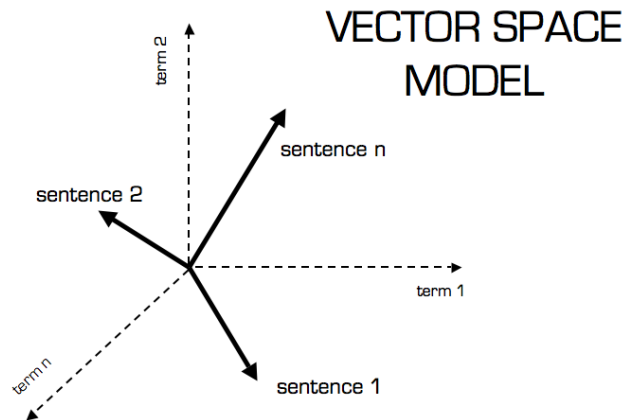 VECTOR SPACE
MODEL
term 2
sentence n
sentence 2
term 1
term n
sentence 1